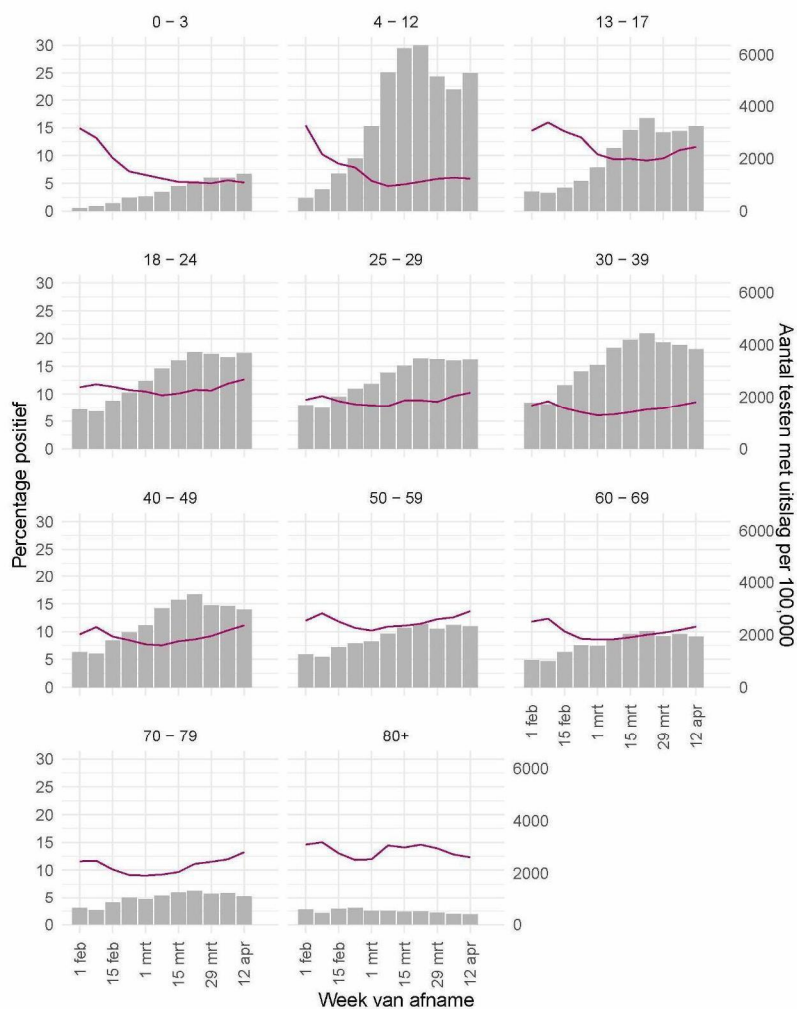 0 – 3
4 – 12
13 – 17
30
25
20
15
10
5
0
6000
4000
2000
0
18 – 24
25 – 29
30 – 39
30
25
20
15
10
5
0
6000
4000
2000
0
Percentage positief
Aantal testen met uitslag per 100,000
40 – 49
50 – 59
60 – 69
30
25
20
15
10
5
0
6000
4000
2000
0
1 feb
15 feb
1 mrt
15 mrt
29 mrt
12 apr
70 – 79
80+
30
25
20
15
10
5
0
6000
4000
2000
0
1 feb
15 feb
1 mrt
15 mrt
29 mrt
12 apr
1 feb
15 feb
1 mrt
15 mrt
29 mrt
12 apr
Week van afname